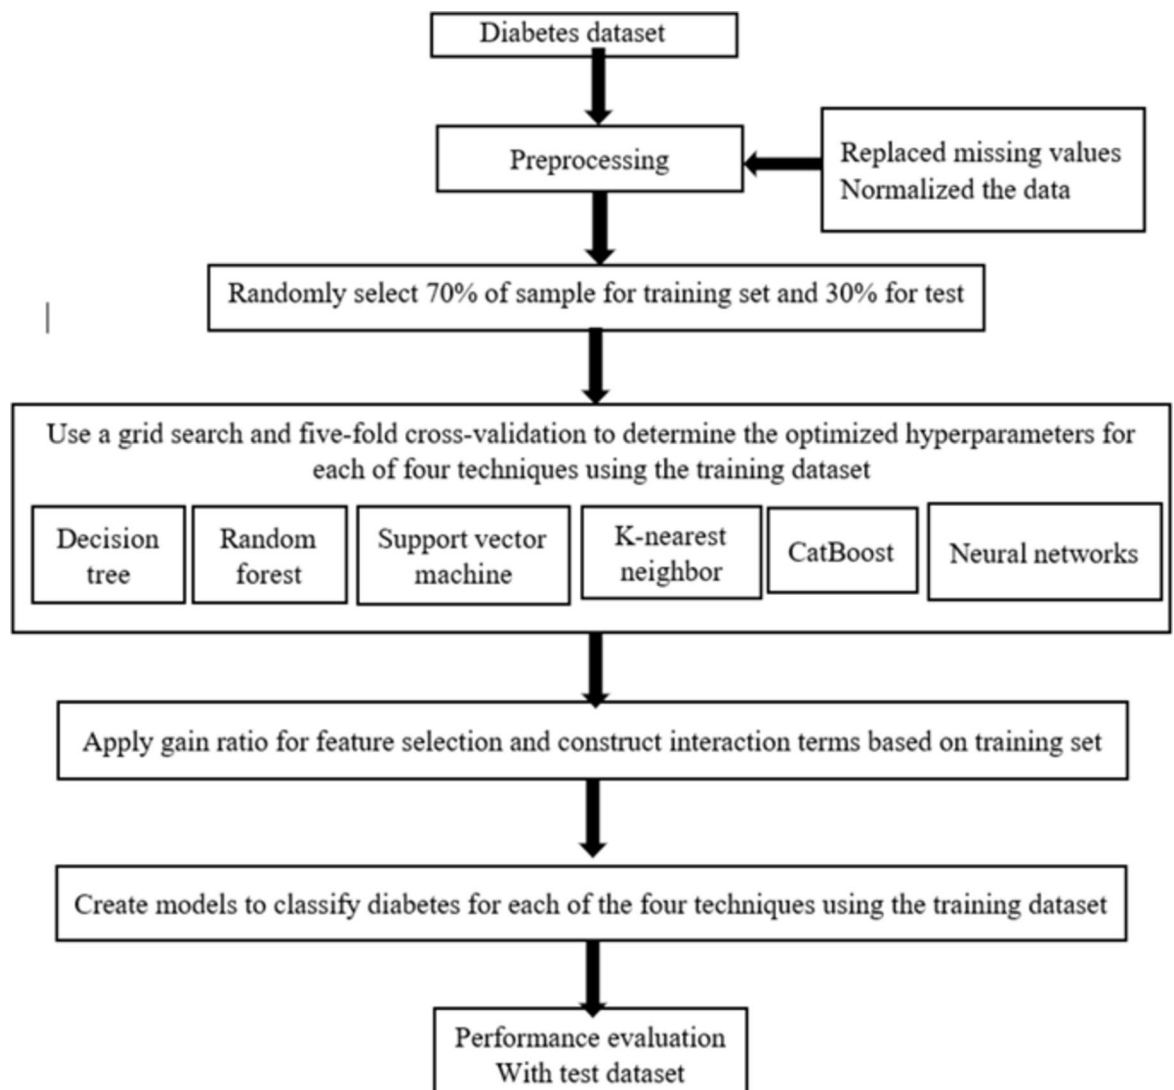 Diabetes dataset
Preprocessing
Replaced missing values
Normalized the data
Randomly select 70% of sample for training set and 30% for test
Use a grid search and five-fold cross-validation to determine the optimized hyperparameters for
each of four techniques using the training dataset
Decision
tree
Random
forest
Support vector
machine
K-nearest
neighbor
CatBoost
Neural networks
Apply gain ratio for feature selection and construct interaction terms based on training set
Create models to classify diabetes for each of the four techniques using the training dataset
Performance evaluation
With test dataset